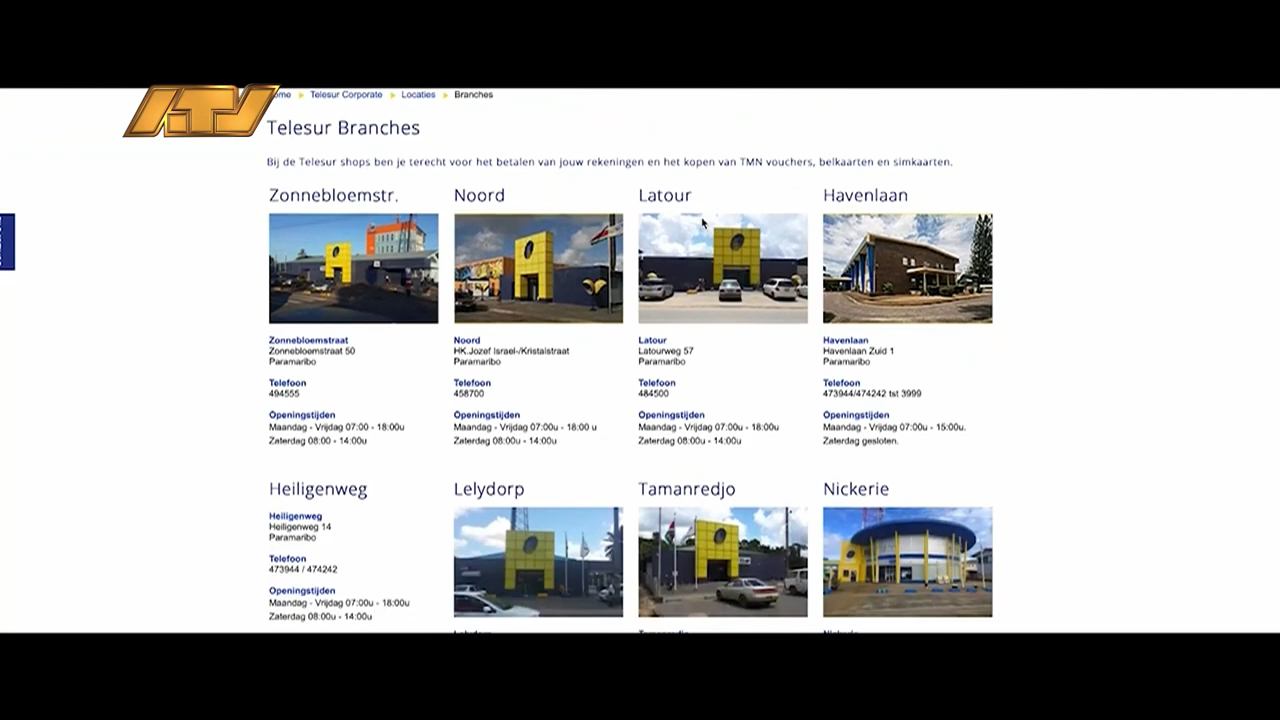 ATV
Telesur Corporate Locaties Branches
Telesur Branches
Bij de Telesur shops ben je terecht voor het betalen van jouw rekeningen en het kopen van TMN vouchers, belkaarten en simkaarten.
Zonnebloemstr.
Zonnebloemstraat
Zonnebloemstraat 50
Paramaribo
Telefoon
494555
Openingstijden
Maandag - Vrijdag 07:00 - 18:00u
Zaterdag 08:00 - 14:00u
Noord
Noord
HK.Jozef Israel-/Kristalstraat
Paramaribo
Telefoon
458700
Openingstijden
Maandag - Vrijdag 07:00u - 18:00 u
Zaterdag 08:00u - 14:00u
Latour
Latour
Latourweg 57
Paramaribo
Telefoon
484500
Openingstijden
Maandag - Vrijdag 07:00u - 18:00u
Zaterdag 08:00u - 14:00u
Havenlaan
Havenlaan
Havenlaan Zuid 1
Paramaribo
Telefoon
473944/474242 tst 3999
Openingstijden
Maandag - Vrijdag 07:00u - 15:00u.
Zaterdag gesloten.
Heiligenweg
Heiligenweg
Heiligenweg 14
Paramaribo
Telefoon
473944 / 474242
Openingstijden
Maandag - Vrijdag 07:00u - 18:00u
Zaterdag 08:00u - 14:00u
Lelydorp
Tamanredjo
Nickerie